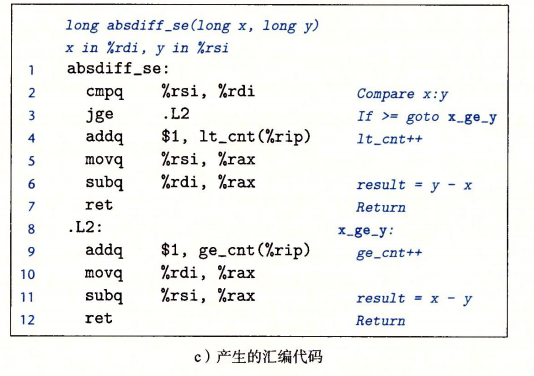 long absdiff_se(long x, long y)
x in %rdi, y in %rsi
1 absdiff_se:
2 cmpq %rsi, %rdi Compare x:y
3 jge .L2 If >= goto x_ge_y
4 addq $1, lt_cnt(%rip) lt_cnt++
5 movq %rsi, %rax
6 subq %rdi, %rax result = y - x
7 ret Return
8 .L2: x_ge_y:
9 addq $1, ge_cnt(%rip) ge_cnt++
10 movq %rdi, %rax
11 subq %rsi, %rax result = x - y
12 ret Return
c）产生的汇编代码